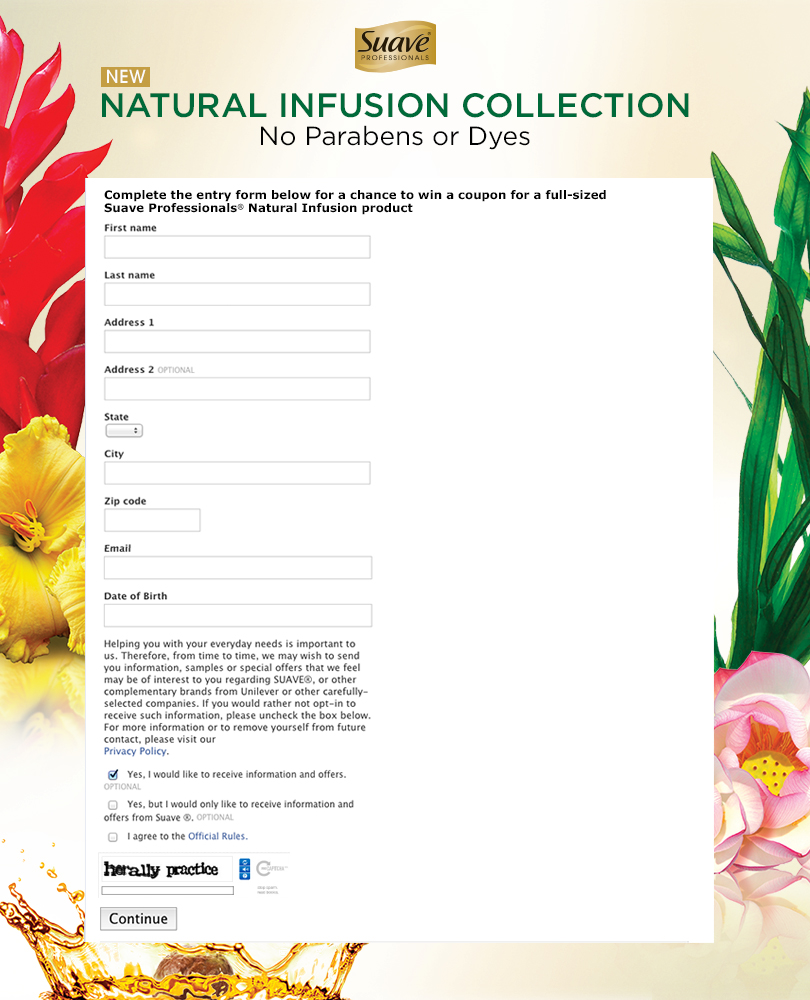 Suave®
PROFESSIONALS
NEW
NATURAL INFUSION COLLECTION
No Parabens or Dyes
Complete the entry form below for a chance to win a coupon for a full-sized
Suave Professionals® Natural Infusion product
First name
Last name
Address 1
Address 2 OPTIONAL
State
City
Zip code
Email
Date of Birth
Helping you with your everyday needs is important to
us. Therefore, from time to time, we may wish to send
you information, samples or special offers that we feel
may be of interest to you regarding SUAVE®, or other
complementary brands from Unilever or other carefully-
selected companies. If you would rather not opt-in to
receive such information, please uncheck the box below.
For more information or to remove yourself from future
contact, please visit our
Privacy Policy.
Yes, I would like to receive information and offers.
OPTIONAL
Yes, but I would only like to receive information and
offers from Suave ®. OPTIONAL
I agree to the Official Rules.
practice
Continue